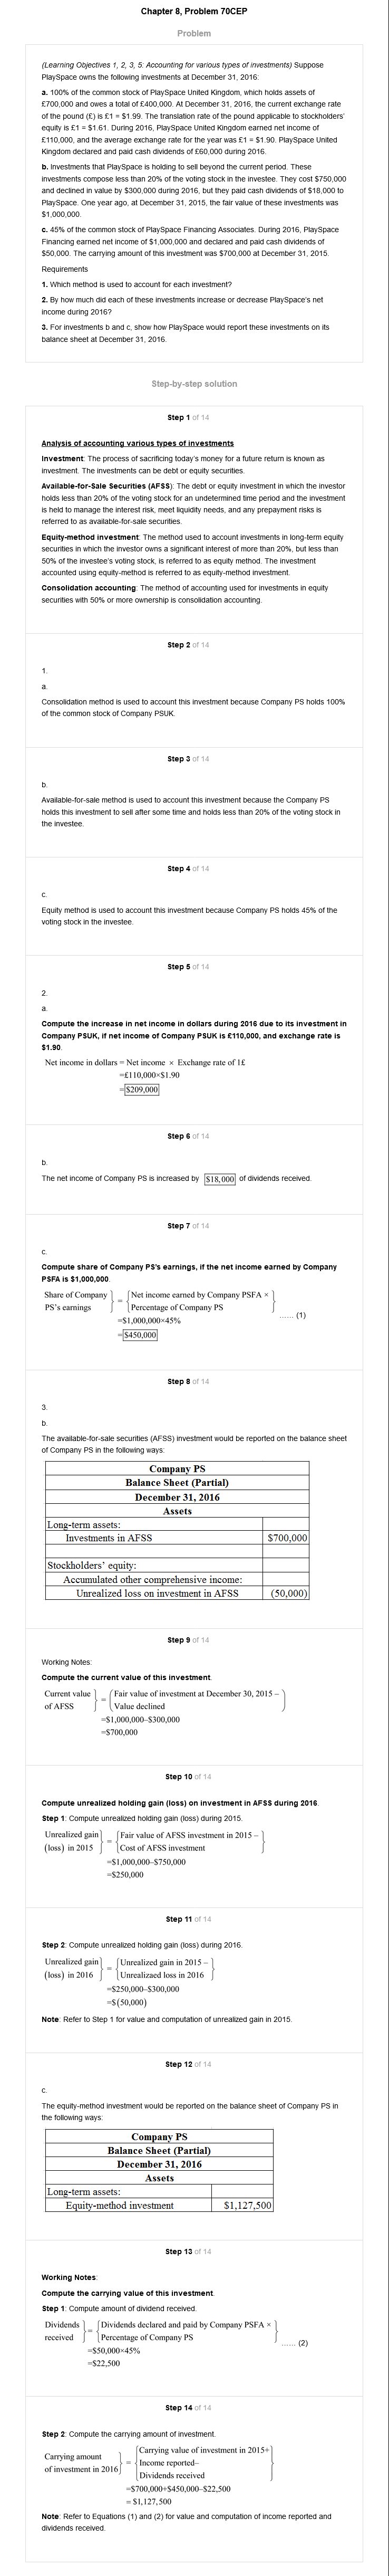 Chapter 8, Problem 70CEP
Problem
(Learning Objectives 1, 2, 3, 5: Accounting for various types of investments) Suppose
PlaySpace owns the following investments at December 31, 2016:
a. 100% of the common stock of PlaySpace United Kingdom, which holds assets of
£700,000 and owes a total of £400,000. At December 31, 2016, the current exchange rate
of the pound (£) is £1 = $1.99. The translation rate of the pound applicable to stockholders'
equity is £1 = $1.61. During 2016, PlaySpace United Kingdom earned net income of
£110,000, and the average exchange rate for the year was £1 = $1.90. PlaySpace United
Kingdom declared and paid cash dividends of £60,000 during 2016.
b. Investments that PlaySpace is holding to sell beyond the current period. These
investments compose less than 20% of the voting stock in the investee. They cost $750,000
and declined in value by $300,000 during 2016, but they paid cash dividends of $18,000 to
PlaySpace. One year ago, at December 31, 2015, the fair value of these investments was
$1,000,000.
c. 45% of the common stock of PlaySpace Financing Associates. During 2016, PlaySpace
Financing earned net income of $1,000,000 and declared and paid cash dividends of
$50,000. The carrying amount of this investment was $700,000 at December 31, 2015.
Requirements
1. Which method is used to account for each investment?
2. By how much did each of these investments increase or decrease PlaySpace's net
income during 2016?
3. For investments b and c, show how PlaySpace would report these investments on its
balance sheet at December 31, 2016.
Step-by-step solution
Step 1 of 14
Analysis of accounting various types of investments
Investment: The process of sacrificing today's money for a future return is known as
investment. The investments can be debt or equity securities.
Available-for-Sale Securities (AFSS): The debt or equity investment in which the investor
holds less than 20% of the voting stock for an undetermined time period and the investment
is held to manage the interest risk, meet liquidity needs, and any prepayment risks is
referred to as available-for-sale securities.
Equity-method investment: The method used to account investments in long-term equity
securities in which the investor owns a significant interest of more than 20%, but less than
50% of the investee's voting stock, is referred to as equity method. The investment
accounted using equity-method is referred to as equity-method investment.
Consolidation accounting: The method of accounting used for investments in equity
securities with 50% or more ownership is consolidation accounting.
Step 2 of 14
1.
a.
Consolidation method is used to account this investment because Company PS holds 100%
of the common stock of Company PSUK.
Step 3 of 14
b.
Available-for-sale method is used to account this investment because the Company PS
holds this investment to sell after some time and holds less than 20% of the voting stock in
the investee.
Step 4 of 14
c.
Equity method is used to account this investment because Company PS holds 45% of the
voting stock in the investee.
Step 5 of 14
2.
a.
Compute the increase in net income in dollars during 2016 due to its investment in
Company PSUK, if net income of Company PSUK is £110,000, and exchange rate is
$1.90.
Net income in dollars = Net income × Exchange rate of 1£
=£110,000×$1.90
=$209,000
Step 6 of 14
b.
The net income of Company PS is increased by $18,000 of dividends received.
Step 7 of 14
c.
Compute share of Company PS's earnings, if the net income earned by Company
PSFA is $1,000,000.
Share of Company PS's earnings} = {Net income earned by Company PSFA × Percentage of Company PS}
=$1,000,000×45% ...... (1)
=$450,000
Step 8 of 14
3.
b.
The available-for-sale securities (AFSS) investment would be reported on the balance sheet
of Company PS in the following ways:
Company PS
Balance Sheet (Partial)
December 31, 2016
Assets
Long-term assets:
Investments in AFSS $700,000
Stockholders' equity:
Accumulated other comprehensive income:
Unrealized loss on investment in AFSS (50,000)
Step 9 of 14
Working Notes:
Compute the current value of this investment.
Current value of AFSS} = (Fair value of investment at December 30, 2015 − Value declined)
=$1,000,000–$300,000
=$700,000
Step 10 of 14
Compute unrealized holding gain (loss) on investment in AFSS during 2016.
Step 1: Compute unrealized holding gain (loss) during 2015.
Unrealized gain (loss) in 2015} = {Fair value of AFSS investment in 2015 − Cost of AFSS investment}
=$1,000,000–$750,000
=$250,000
Step 11 of 14
Step 2: Compute unrealized holding gain (loss) during 2016.
Unrealized gain (loss) in 2016} = {Unrealized gain in 2015 − Unrealizaed loss in 2016}
=$250,000–$300,000
=$(50,000)
Note: Refer to Step 1 for value and computation of unrealized gain in 2015.
Step 12 of 14
c.
The equity-method investment would be reported on the balance sheet of Company PS in
the following ways:
Company PS
Balance Sheet (Partial)
December 31, 2016
Assets
Long-term assets:
Equity-method investment $1,127,500
Step 13 of 14
Working Notes:
Compute the carrying value of this investment.
Step 1: Compute amount of dividend received.
Dividends received} = {Dividends declared and paid by Company PSFA × Percentage of Company PS}
=$50,000×45% ...... (2)
=$22,500
Step 14 of 14
Step 2: Compute the carrying amount of investment.
Carrying amount of investment in 2016} = {Carrying value of investment in 2015+ Income reported– Dividends received}
=$700,000+$450,000–$22,500
= $1,127,500
Note: Refer to Equations (1) and (2) for value and computation of income reported and
dividends received.